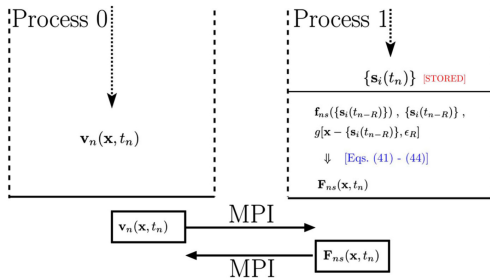 Process 0
Process 1
{s_i(t_n)} [STORED]
v_n(x, t_n)
f_ns({s_i(t_{n−R})}) , {s_i(t_{n−R})} ,
g[x − {s_i(t_{n−R})}, ϵ_R]
⇓ [Eqs. (41) - (44)]
F_ns(x, t_n)
MPI
v_n(x, t_n)
F_ns(x, t_n)
MPI